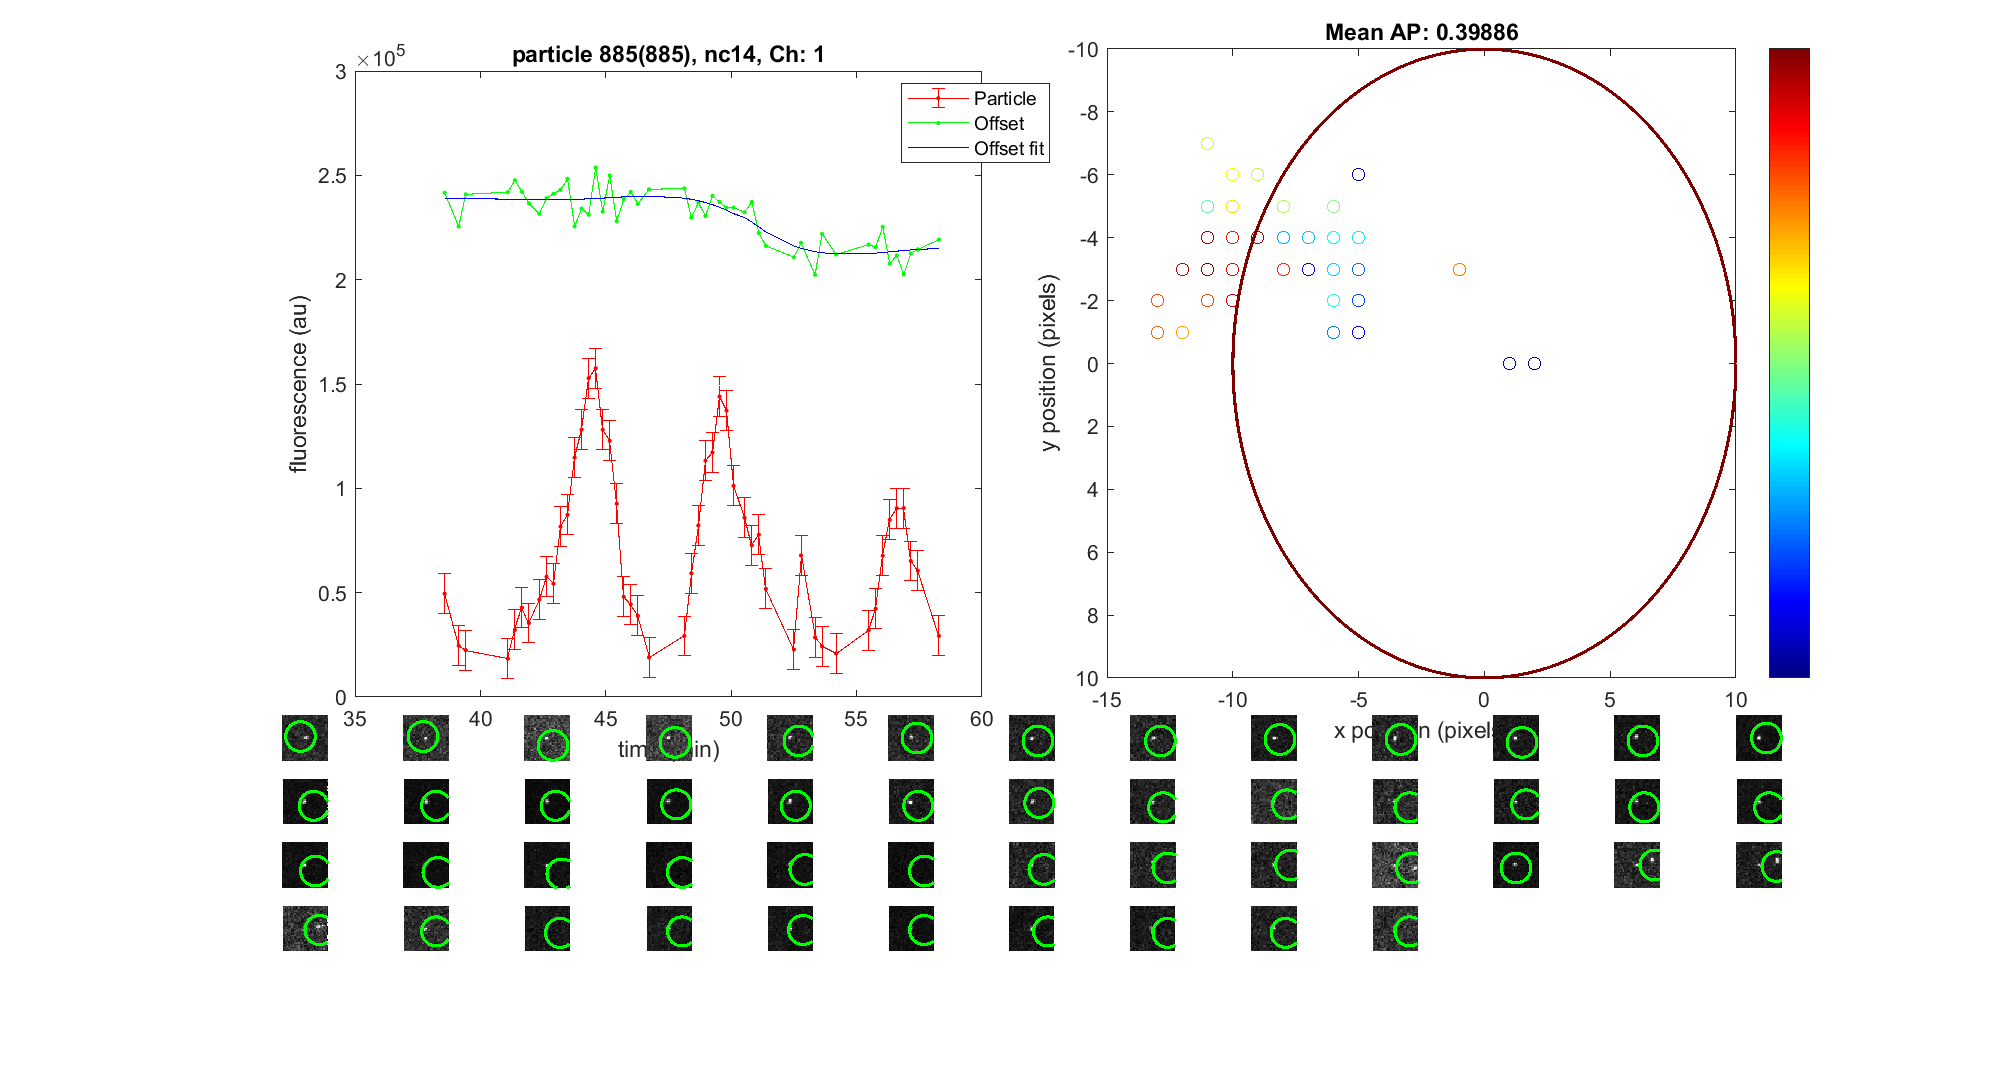 particle 885(885), nc14, Ch: 1
×10^5
3
2.5
2
1.5
1
0.5
0
35 40 45 50 55 60
fluorescence (au)
Particle
Offset
Offset fit
Mean AP: 0.39886
-10
-8
-6
-4
-2
0
2
4
6
8
10
-15 -10 -5 0 5 10
y position (pixels)